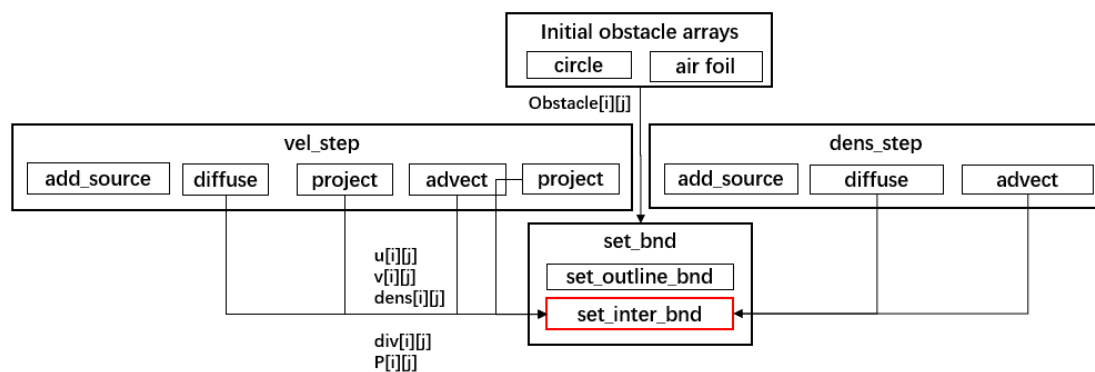 Initial obstacle arrays
circle
air foil
Obstacle[i][j]
vel_step
add_source
diffuse
project
advect
project
dens_step
add_source
diffuse
advect
set_bnd
set_outline_bnd
set_inter_bnd
u[i][j]
v[i][j]
dens[i][j]
div[i][j]
P[i][j]